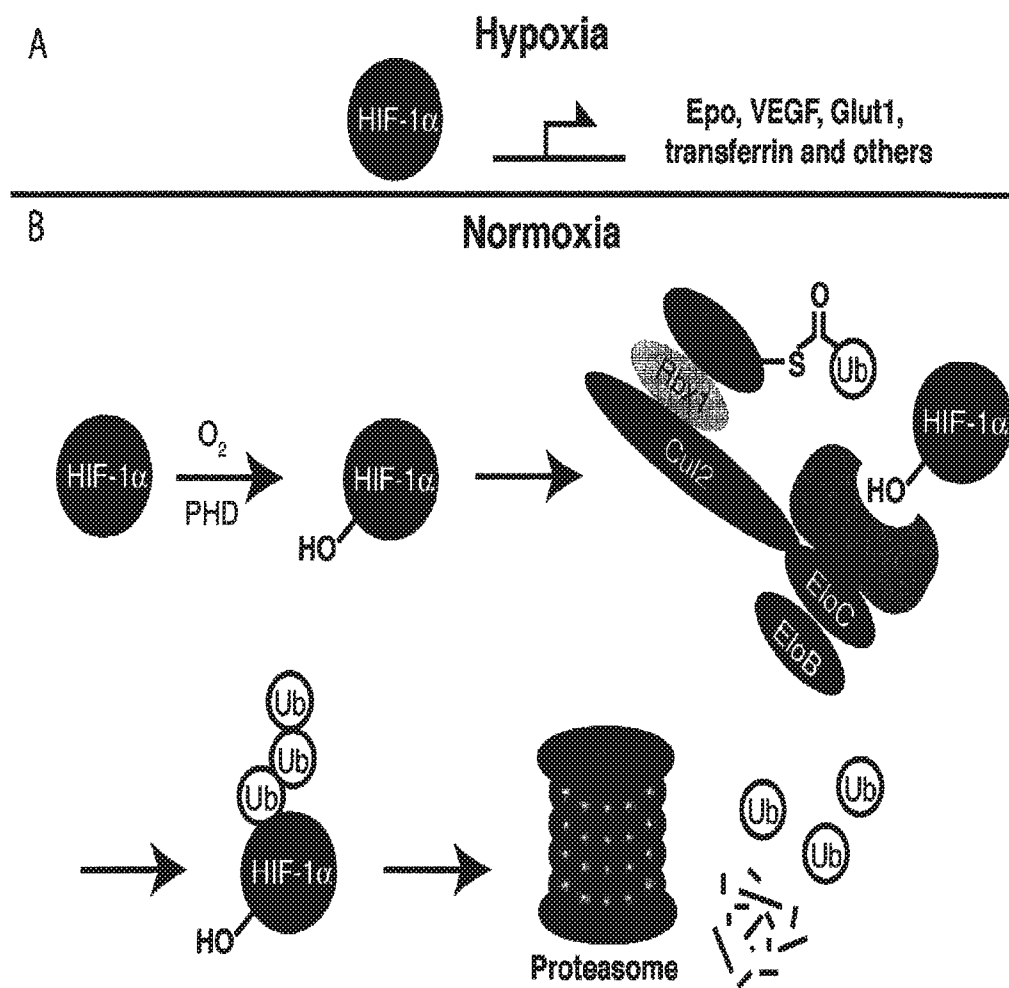 A
Hypoxia
HIF-1α
Epo, VEGF, Glut1,
transferrin and others
B
Normoxia
HIF-1α
O₂
PHD
HIF-1α
HO
Rbx1
Cul2
S
O
Ub
HIF-1α
HO
EloC
EloB
Ub
Ub
Ub
HIF-1α
HO
Proteasome
Ub
Ub
Ub